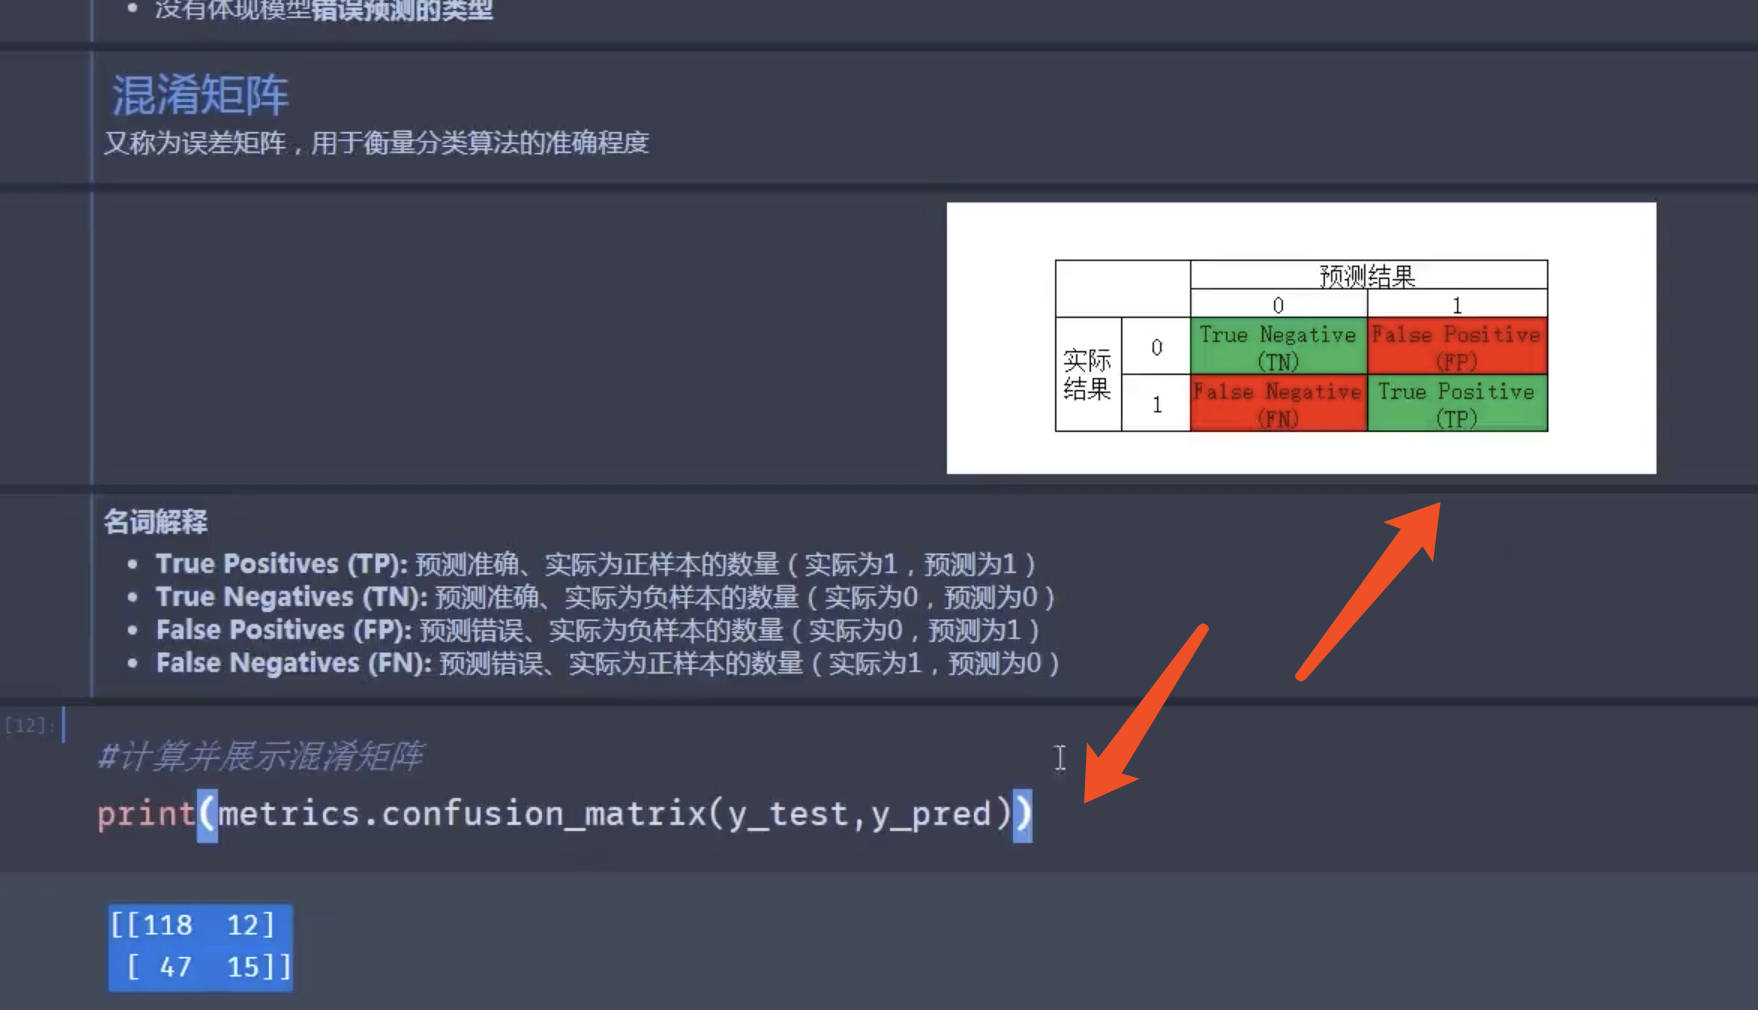 没有体现模型错误预测的类型
混淆矩阵
又称为误差矩阵，用于衡量分类算法的准确程度
预测结果
0 1
实际结果
0 True Negative (TN) False Positive (FP)
1 False Negative (FN) True Positive (TP)
名词解释
True Positives (TP): 预测准确、实际为正样本的数量（实际为1，预测为1）
True Negatives (TN): 预测准确、实际为负样本的数量（实际为0，预测为0）
False Positives (FP): 预测错误、实际为负样本的数量（实际为0，预测为1）
False Negatives (FN): 预测错误、实际为正样本的数量（实际为1，预测为0）
[12]:
#计算并展示混淆矩阵
print(metrics.confusion_matrix(y_test,y_pred))
[[118 12]
[ 47 15]]